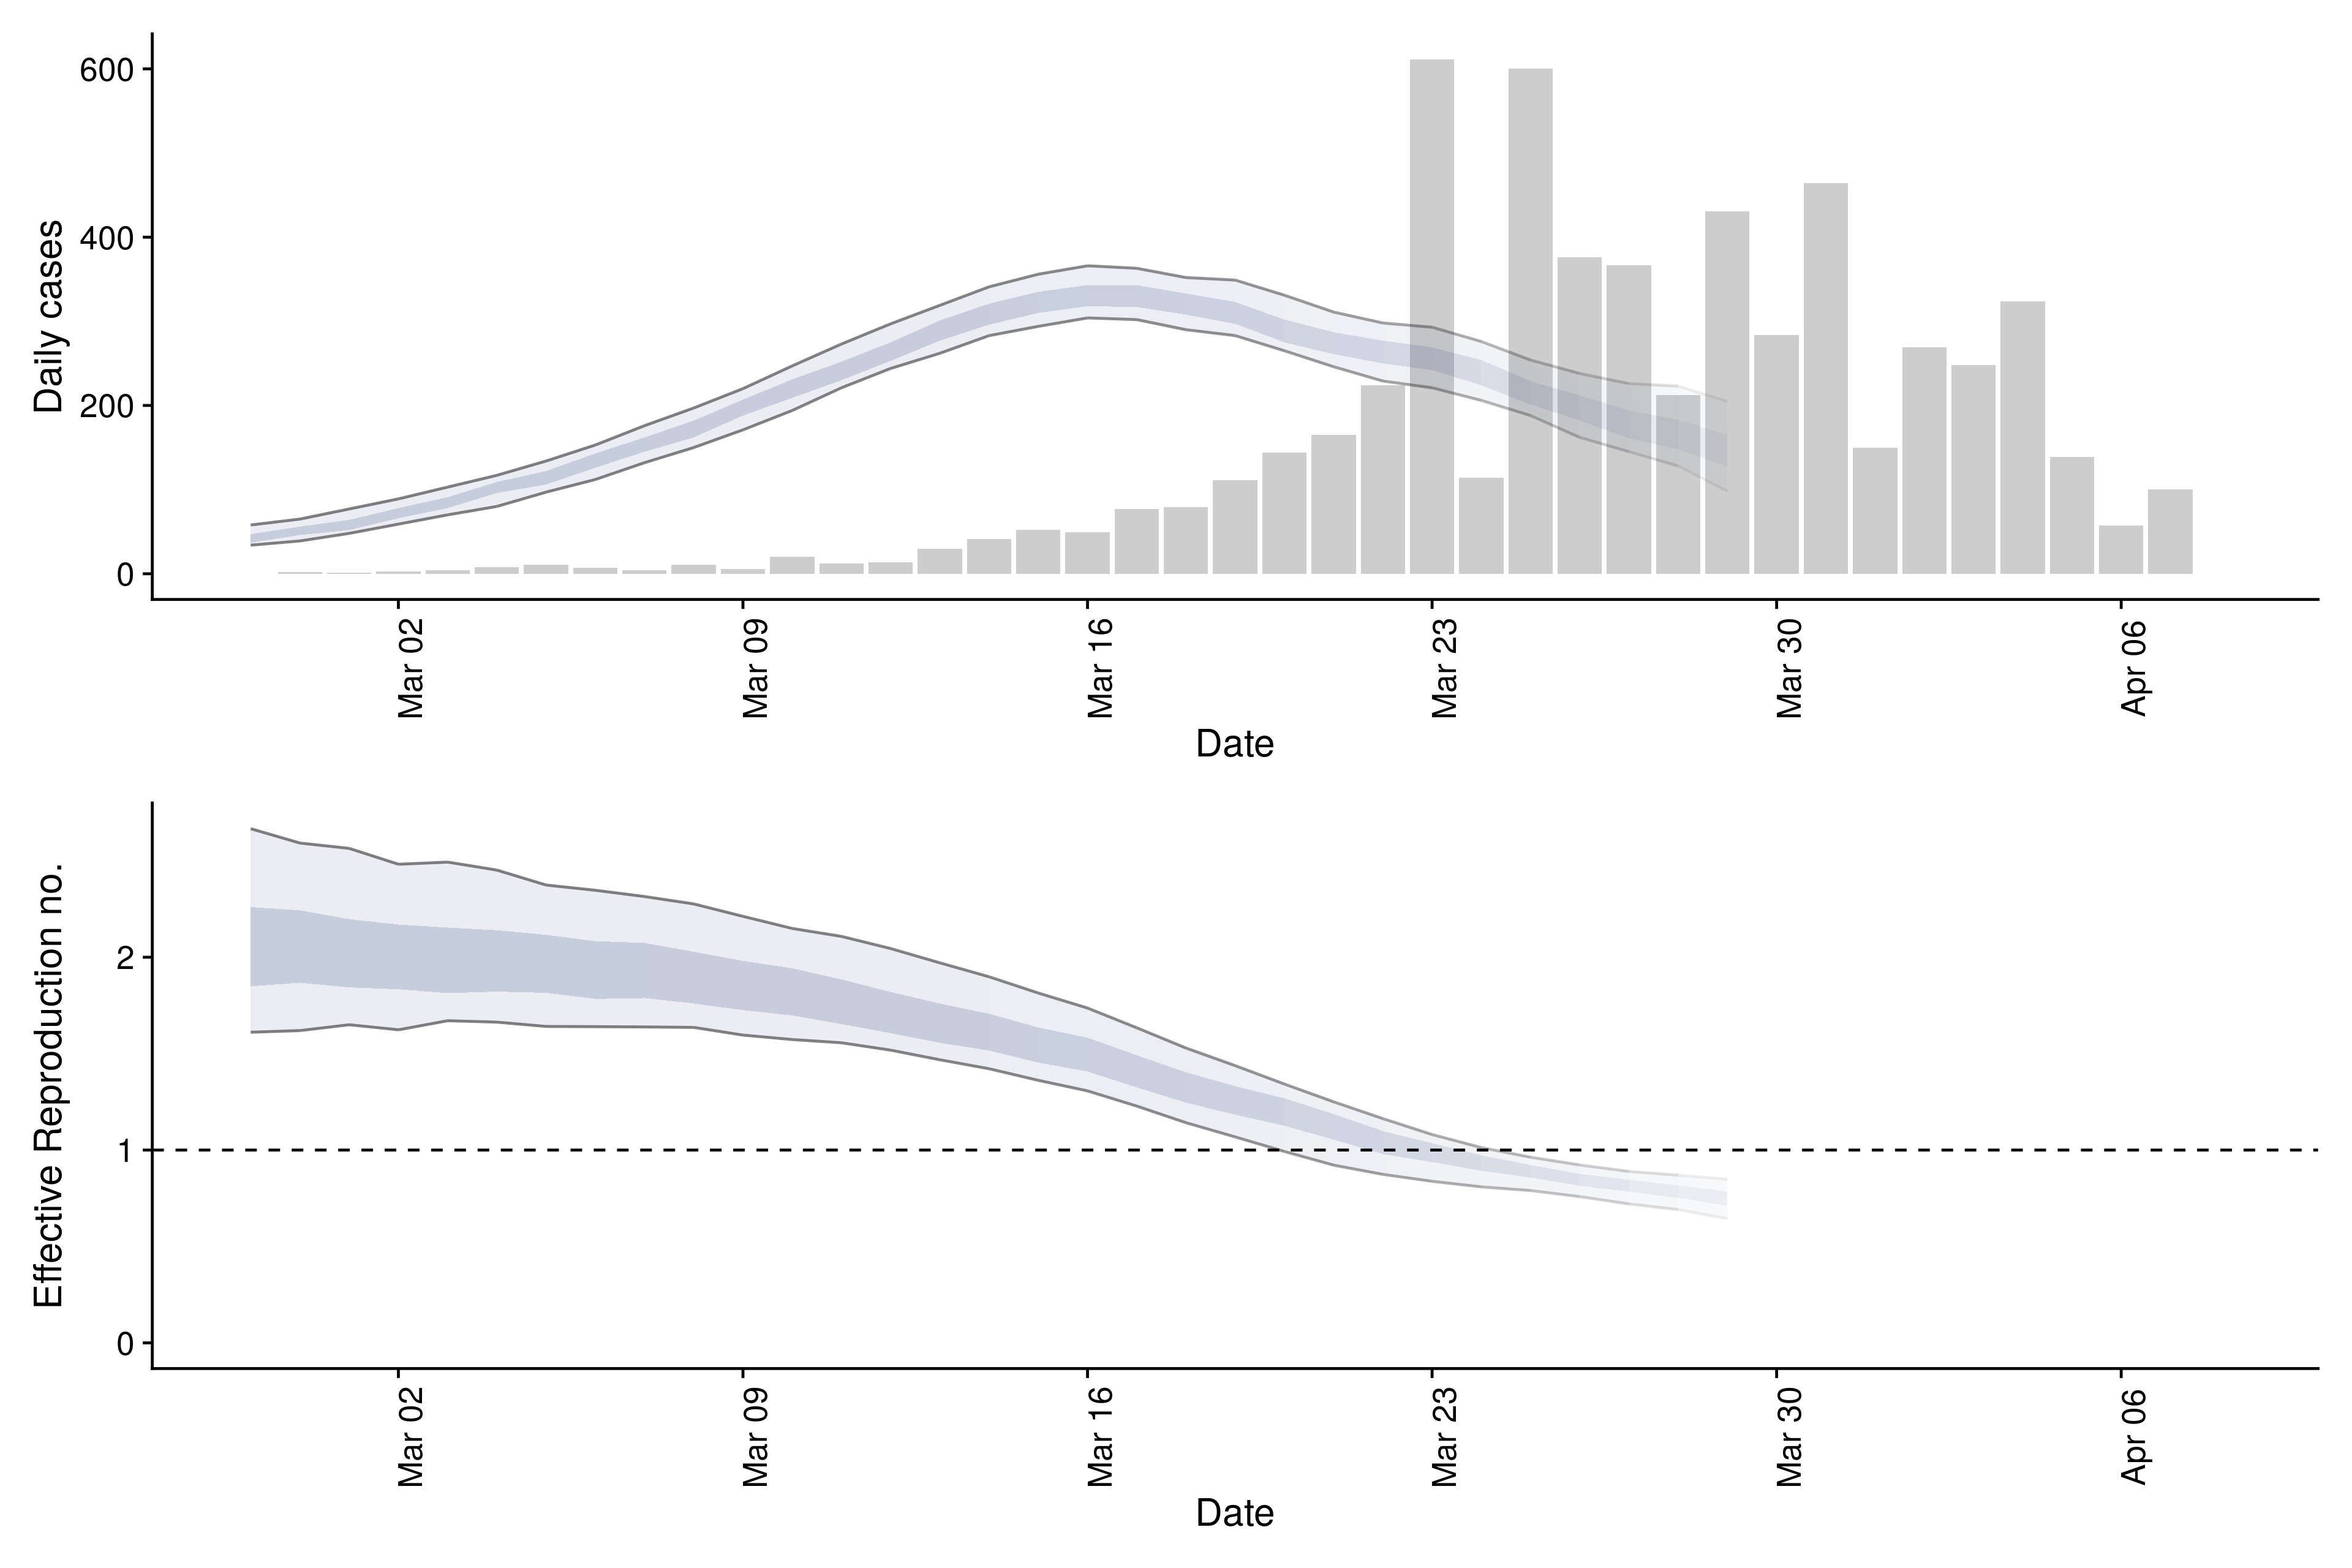 Daily cases
600
400
200
0
Mar 02
Mar 09
Mar 16
Mar 23
Mar 30
Apr 06
Date
Effective Reproduction no.
2
1
0
Mar 02
Mar 09
Mar 16
Mar 23
Mar 30
Apr 06
Date